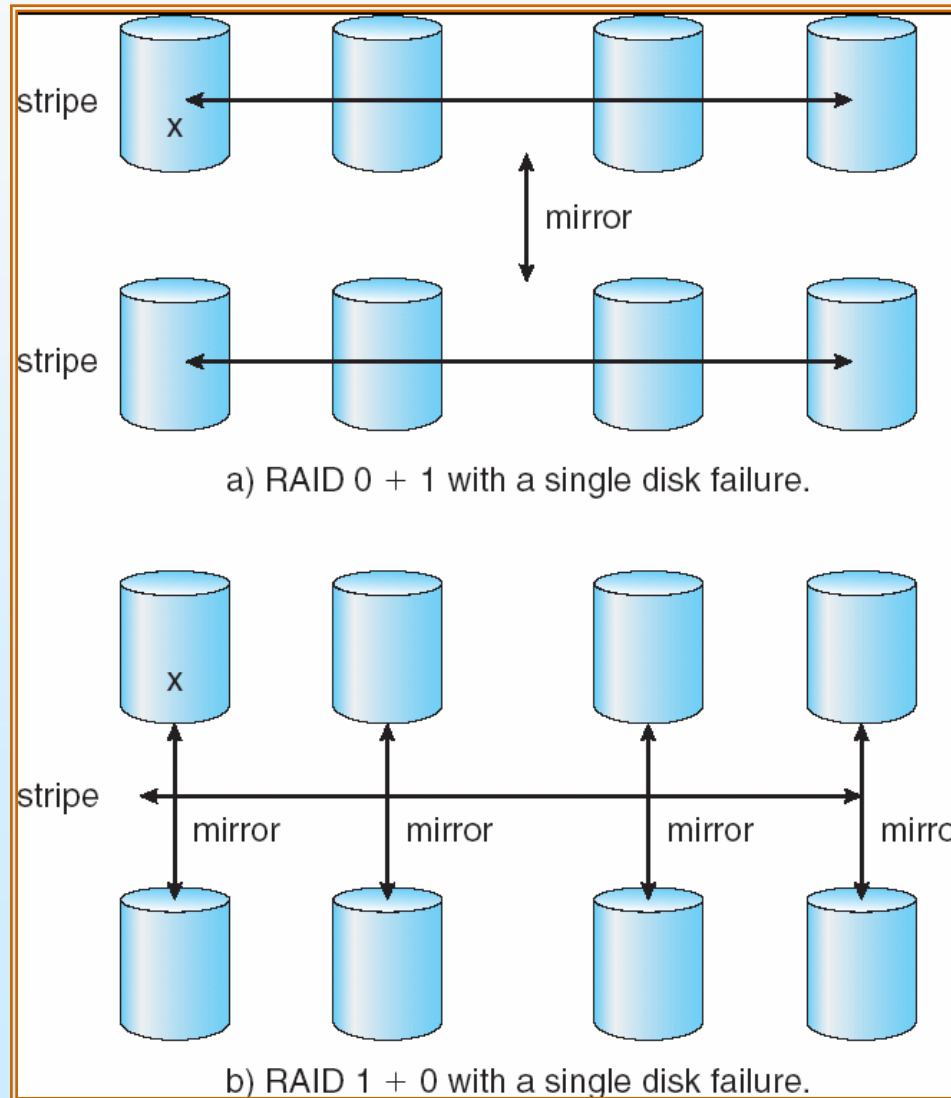 stripe
x
mirror
stripe
a) RAID 0 + 1 with a single disk failure.
x
stripe
mirror mirror mirror mirro
b) RAID 1 + 0 with a single disk failure.